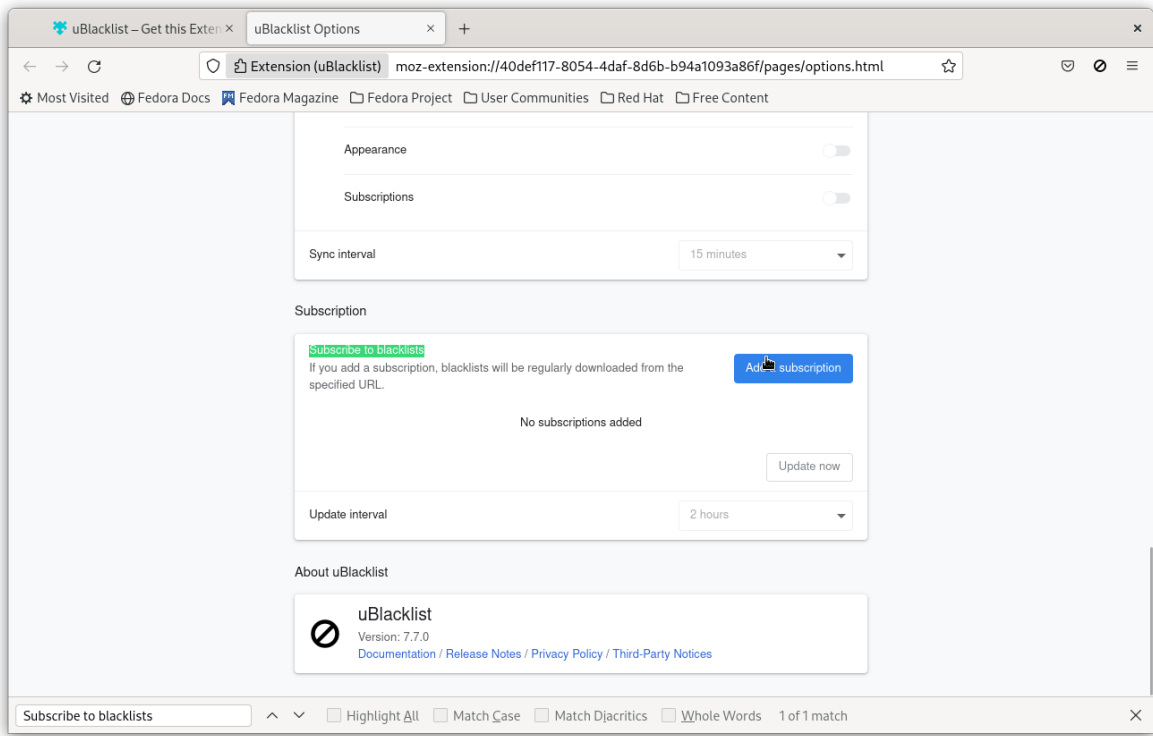 uBlacklist – Get this Exten
uBlacklist Options
Extension (uBlacklist) moz-extension://40def117-8054-4daf-8d6b-b94a1093a86f/pages/options.html
Most Visited Fedora Docs Fedora Magazine Fedora Project User Communities Red Hat Free Content
Appearance
Subscriptions
Sync interval 15 minutes
Subscription
Subscribe to blacklists
If you add a subscription, blacklists will be regularly downloaded from the
specified URL.
Add a subscription
No subscriptions added
Update now
Update interval 2 hours
About uBlacklist
uBlacklist
Version: 7.7.0
Documentation / Release Notes / Privacy Policy / Third-Party Notices
Subscribe to blacklists Highlight All Match Case Match Diacritics Whole Words 1 of 1 match